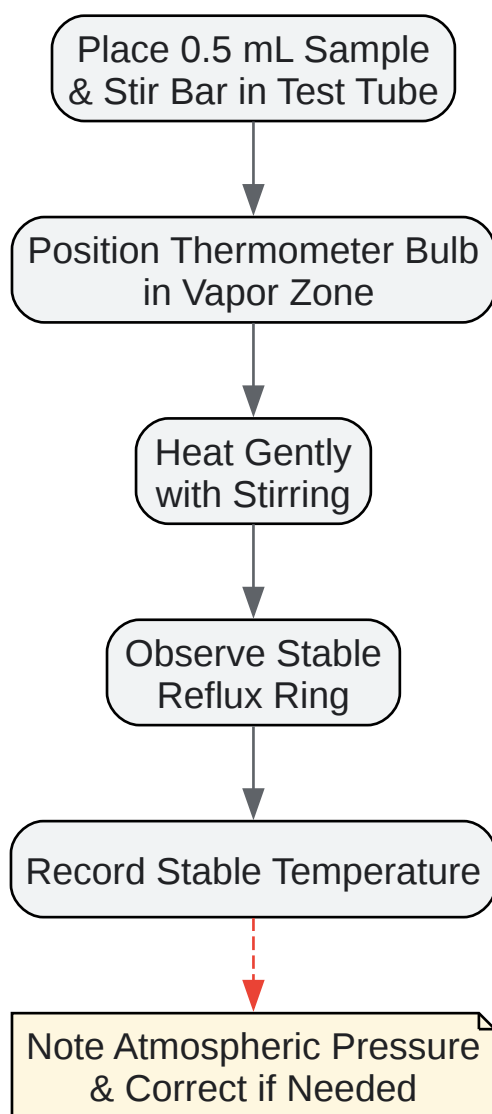 Place 0.5 mL Sample
& Stir Bar in Test Tube
Position Thermometer Bulb
in Vapor Zone
Heat Gently
with Stirring
Observe Stable
Reflux Ring
Record Stable Temperature
Note Atmospheric Pressure
& Correct if Needed